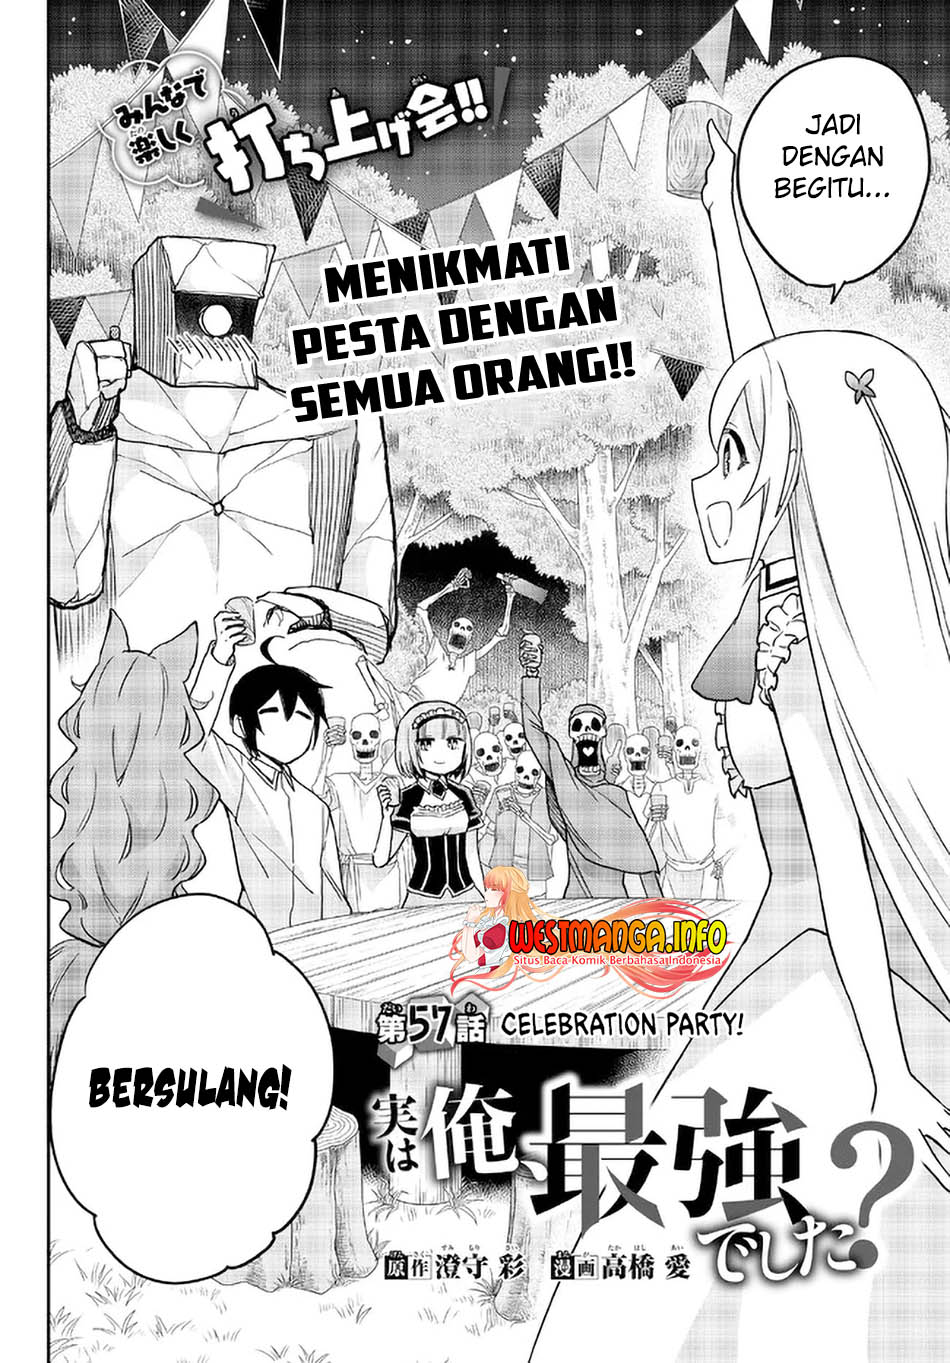 みんなで
楽しく
打ち上げ会!!
JADI
DENGAN
BEGITU...
MENIKMATI
PESTA DENGAN
SEMUA ORANG!!
WESTMANGA.INFO
Situs Baca Komik Berbahasa Indonesia
第57話 CELEBRATION PARTY!
BERSULANG!
実は俺、最強でした?
原作 澄守 彩
漫画 高橋 愛